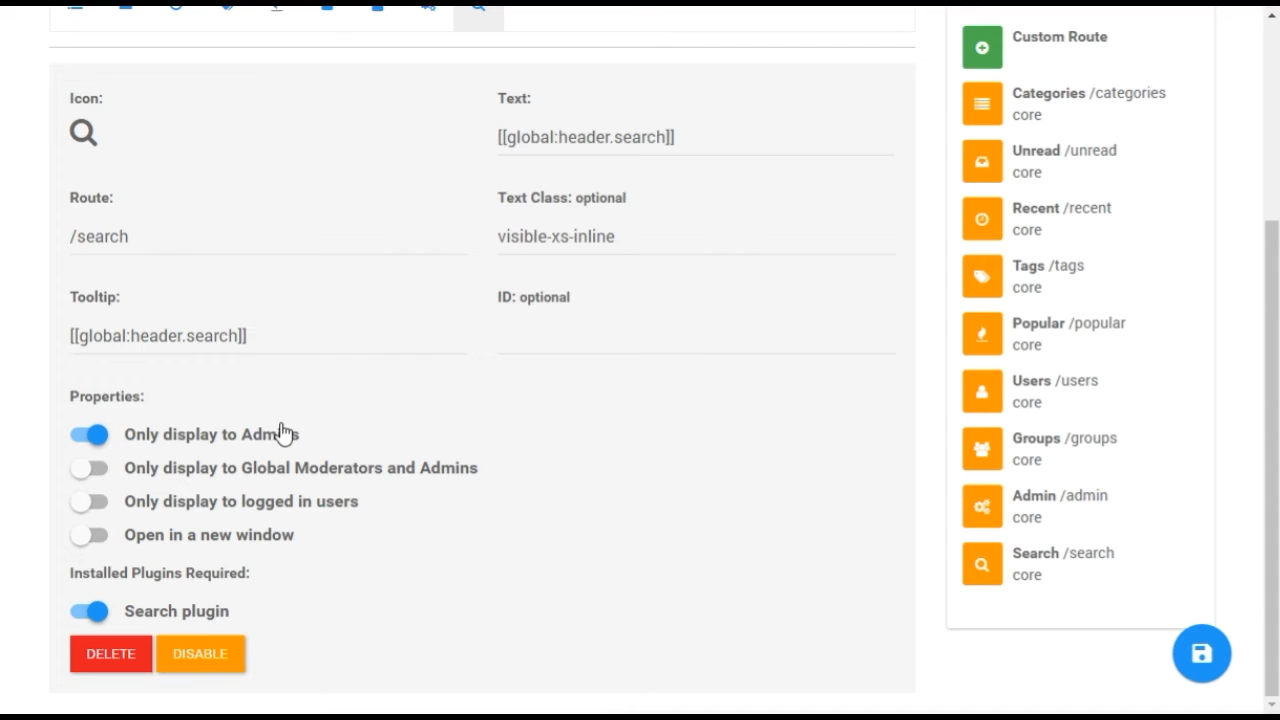 Icon:
Text:
[[global:header.search]]
Route:
Text Class: optional
/search
visible-xs-inline
Tooltip:
ID: optional
[[global:header.search]]
Properties:
Only display to Admins
Only display to Global Moderators and Admins
Only display to logged in users
Open in a new window
Installed Plugins Required:
Search plugin
DELETE
DISABLE
Custom Route
Categories /categories
core
Unread /unread
core
Recent /recent
core
Tags /tags
core
Popular /popular
core
Users /users
core
Groups /groups
core
Admin /admin
core
Search /search
core